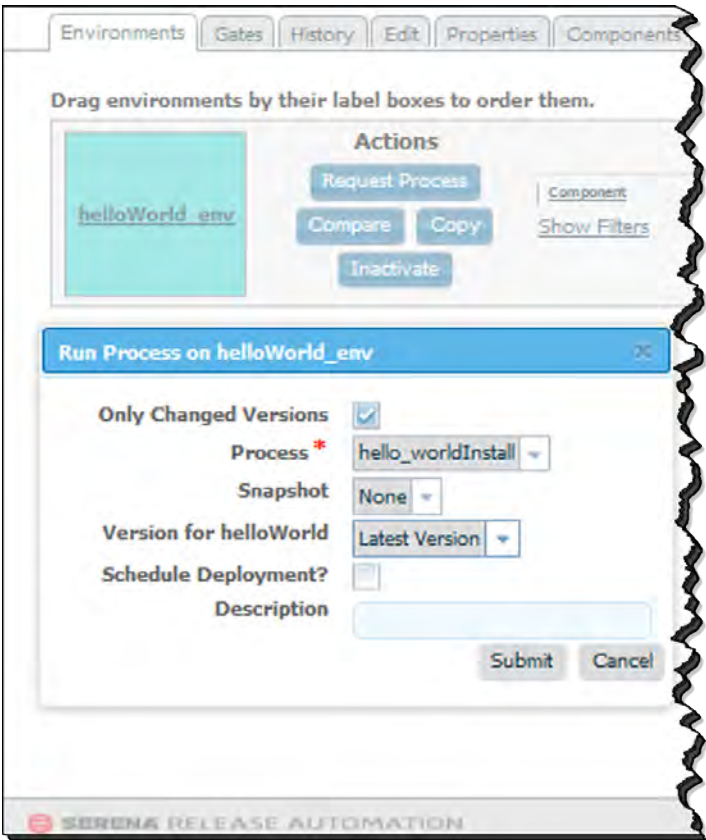 Environments Gates History Edit Properties Components
Drag environments by their label boxes to order them.
Actions
helloWorld_env
Request Process
Compare Copy
Inactivate
Component
Show Filters
Run Process on helloWorld_env
Only Changed Versions
Process * hello_worldInstall
Snapshot None
Version for helloWorld Latest Version
Schedule Deployment?
Description
Submit Cancel
SERENA RELEASE AUTOMATION